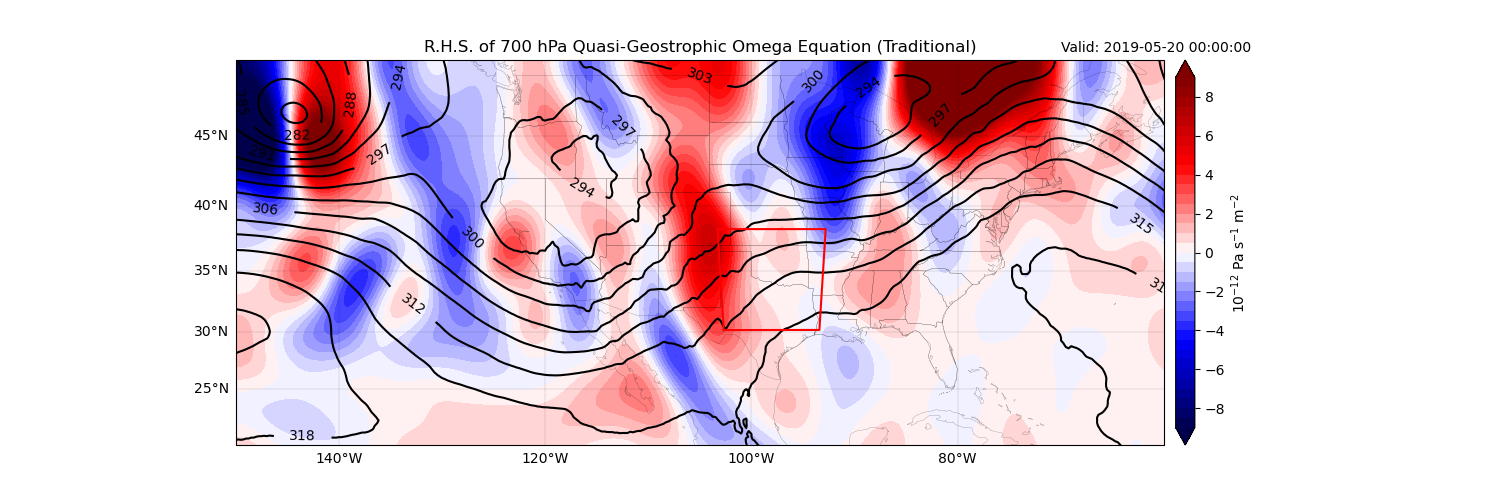 R.H.S. of 700 hPa Quasi-Geostrophic Omega Equation (Traditional)
Valid: 2019-05-20 00:00:00
303
300
294
294
288
297
282
297
297
294
306
300
315
312
318
45°N
40°N
35°N
30°N
25°N
140°W
120°W
100°W
80°W
8
6
4
2
0
−2
−4
−6
−8
10⁻¹² Pa s⁻¹ m⁻²